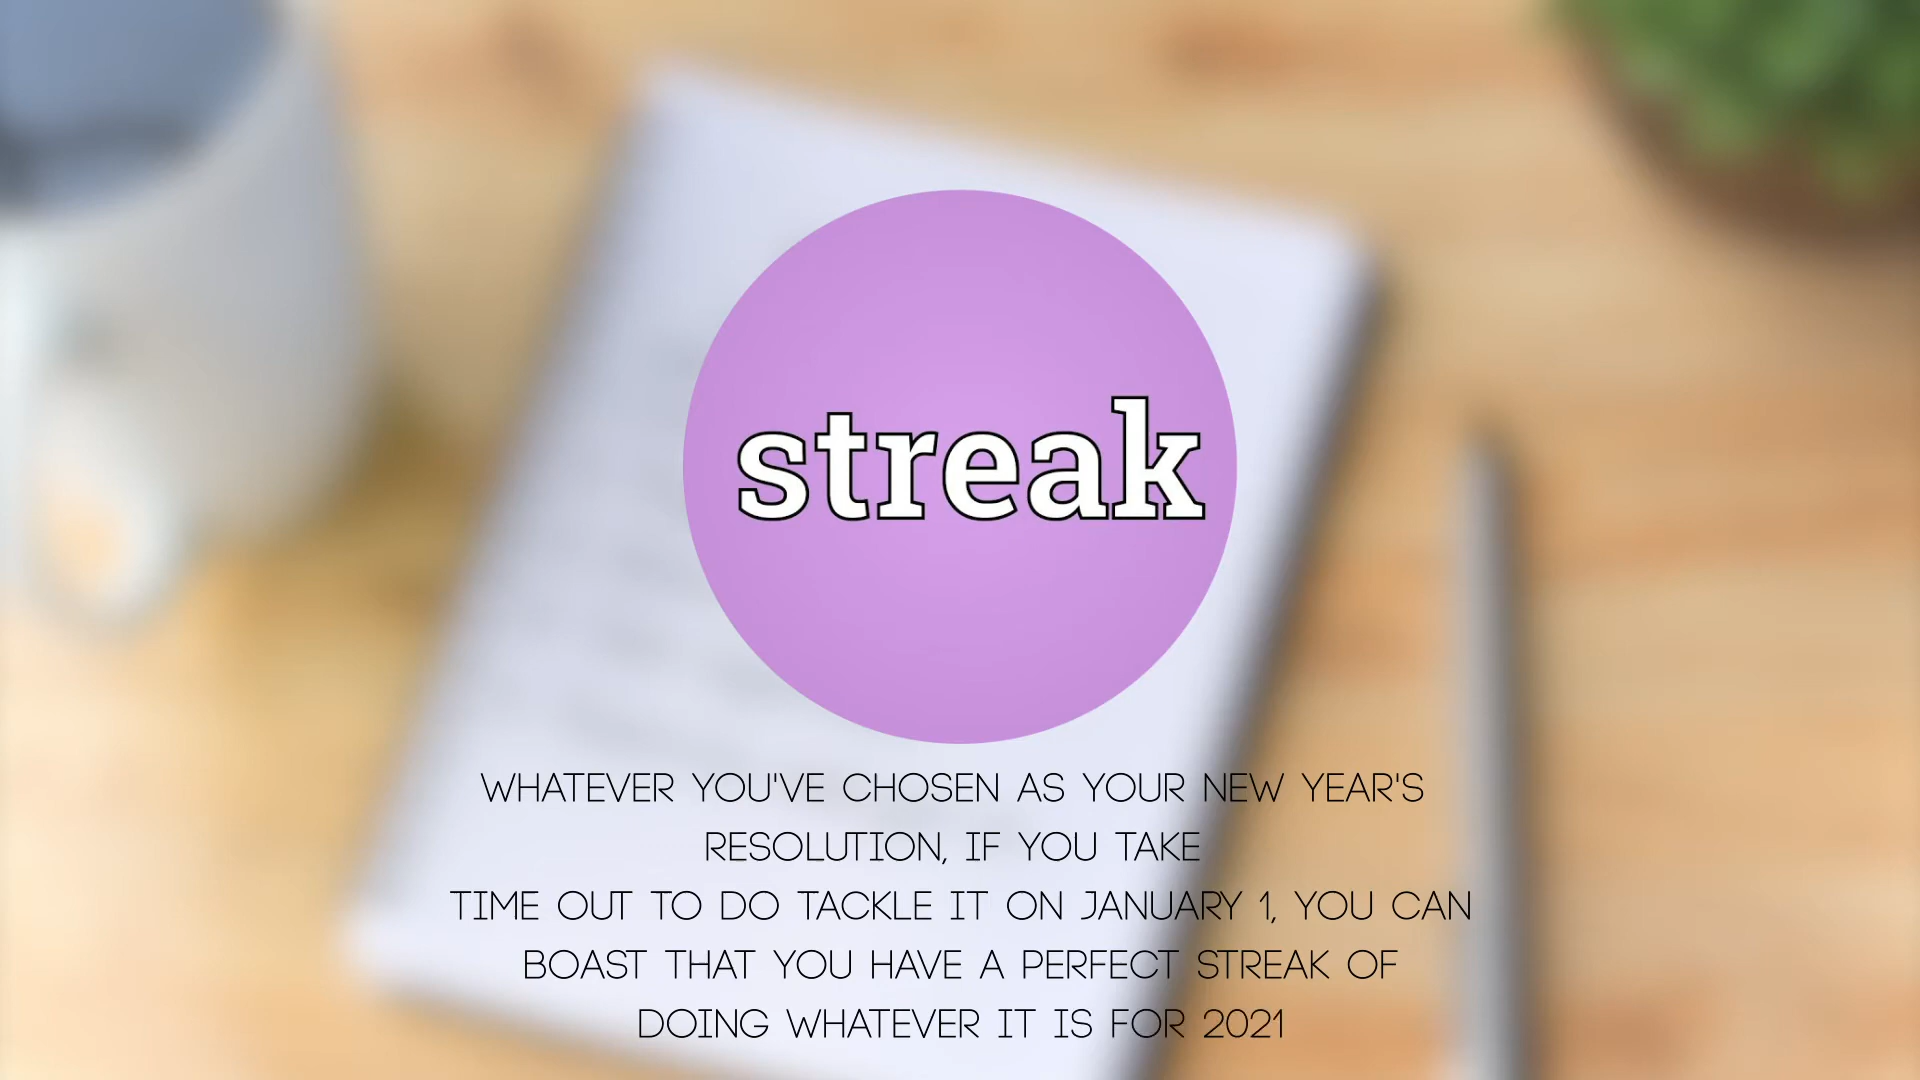 streak
WHATEVER YOU'VE CHOSEN AS YOUR NEW YEAR'S
RESOLUTION, IF YOU TAKE
TIME OUT TO DO TACKLE IT ON JANUARY 1, YOU CAN
BOAST THAT YOU HAVE A PERFECT STREAK OF
DOING WHATEVER IT IS FOR 2021